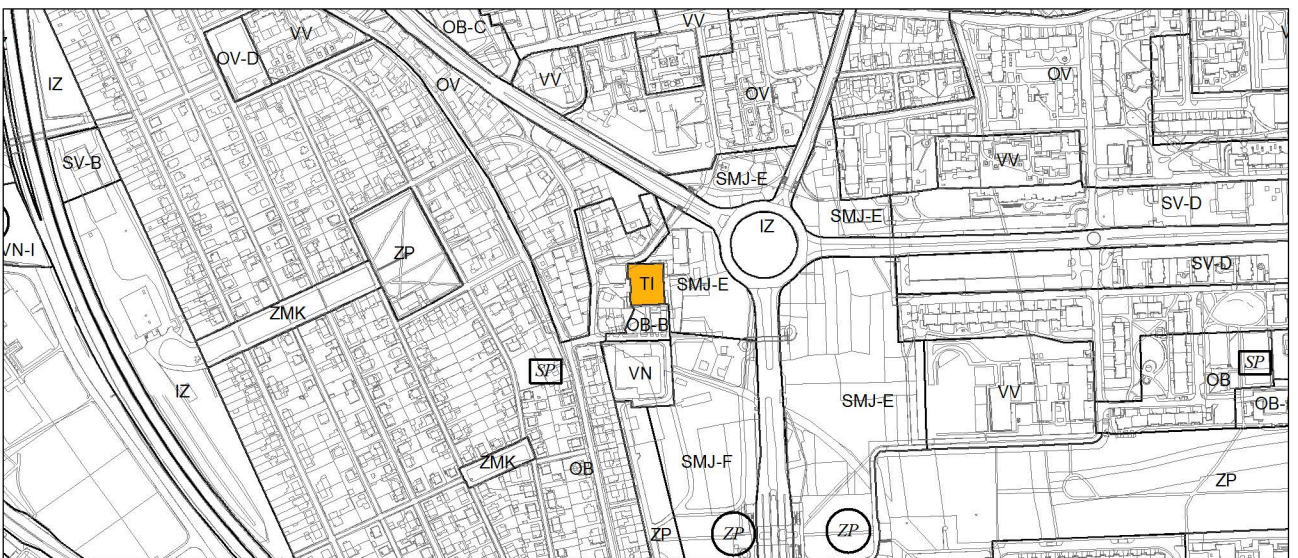 OB-C
VV
VV
OV-D
OV
IZ
VV
OV
OV
SV-B
VV
SMJ-E
SMJ-E
SV-D
IZ
VN-I
ZP
SV-D
TI
SMJ-E
ZMK
OB-B
SP
VN
SP
OB
IZ
VV
SMJ-E
ZMK
OB
SMJ-F
ZP
ZP
ZP
ZP